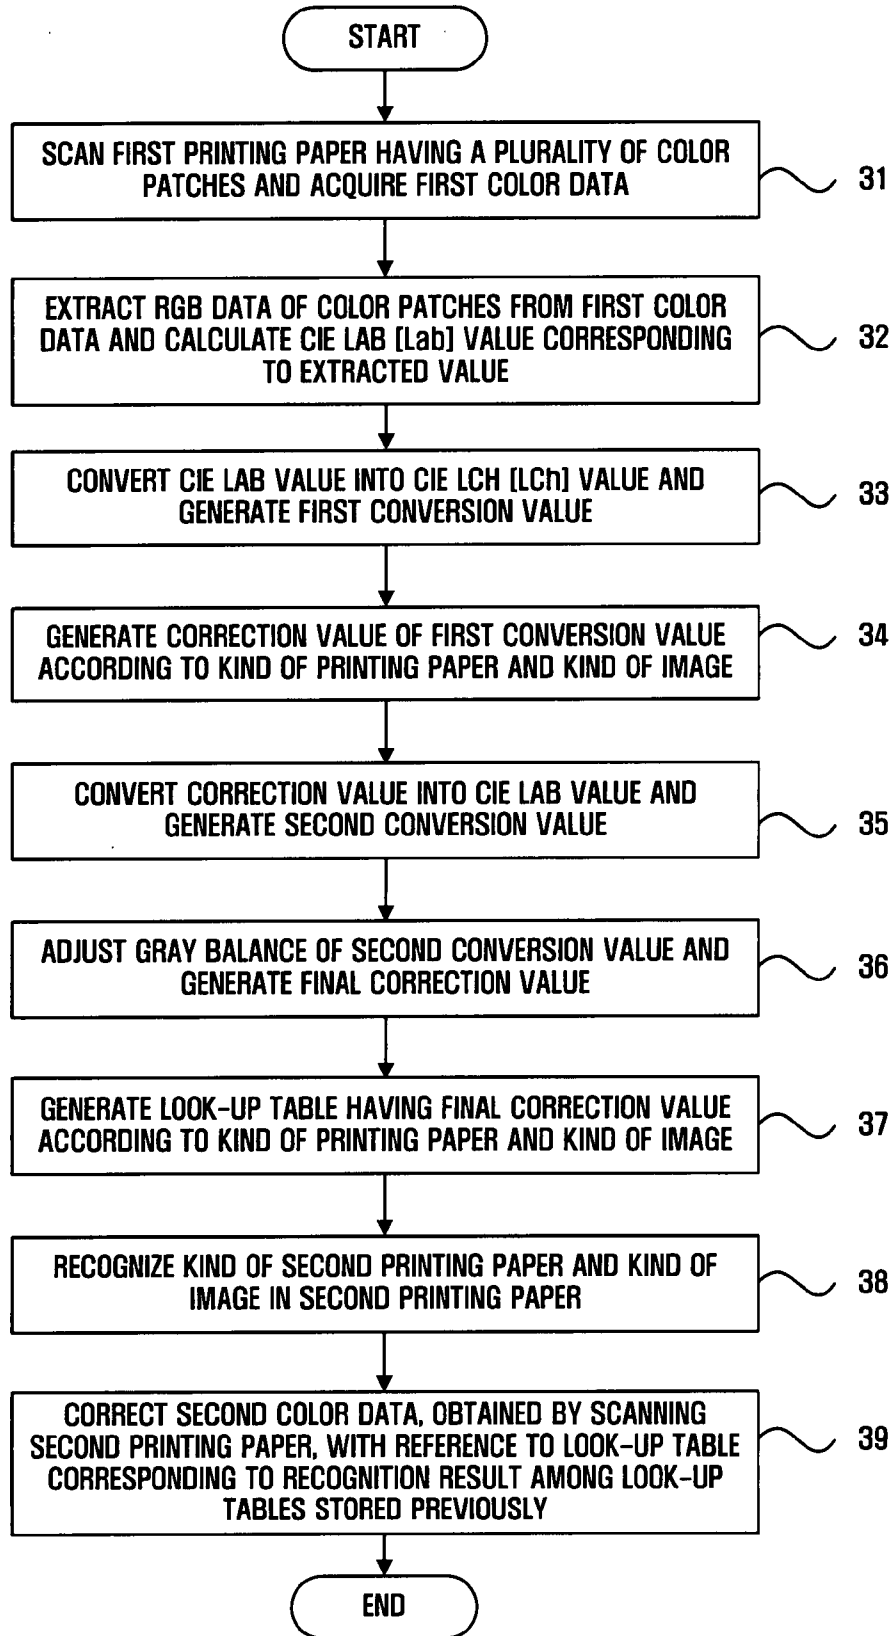 START
SCAN FIRST PRINTING PAPER HAVING A PLURALITY OF COLOR
PATCHES AND ACQUIRE FIRST COLOR DATA
31
EXTRACT RGB DATA OF COLOR PATCHES FROM FIRST COLOR
DATA AND CALCULATE CIE LAB [Lab] VALUE CORRESPONDING
TO EXTRACTED VALUE
32
CONVERT CIE LAB VALUE INTO CIE LCH [LCh] VALUE AND
GENERATE FIRST CONVERSION VALUE
33
GENERATE CORRECTION VALUE OF FIRST CONVERSION VALUE
ACCORDING TO KIND OF PRINTING PAPER AND KIND OF IMAGE
34
CONVERT CORRECTION VALUE INTO CIE LAB VALUE AND
GENERATE SECOND CONVERSION VALUE
35
ADJUST GRAY BALANCE OF SECOND CONVERSION VALUE AND
GENERATE FINAL CORRECTION VALUE
36
GENERATE LOOK-UP TABLE HAVING FINAL CORRECTION VALUE
ACCORDING TO KIND OF PRINTING PAPER AND KIND OF IMAGE
37
RECOGNIZE KIND OF SECOND PRINTING PAPER AND KIND OF
IMAGE IN SECOND PRINTING PAPER
38
CORRECT SECOND COLOR DATA, OBTAINED BY SCANNING
SECOND PRINTING PAPER, WITH REFERENCE TO LOOK-UP TABLE
CORRESPONDING TO RECOGNITION RESULT AMONG LOOK-UP
TABLES STORED PREVIOUSLY
39
END